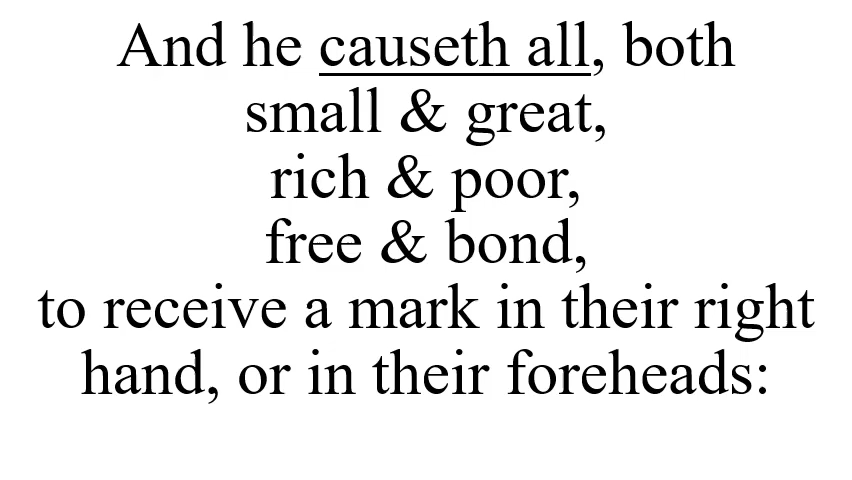 And he causeth all, both
small & great,
rich & poor,
free & bond,
to receive a mark in their right
hand, or in their foreheads: